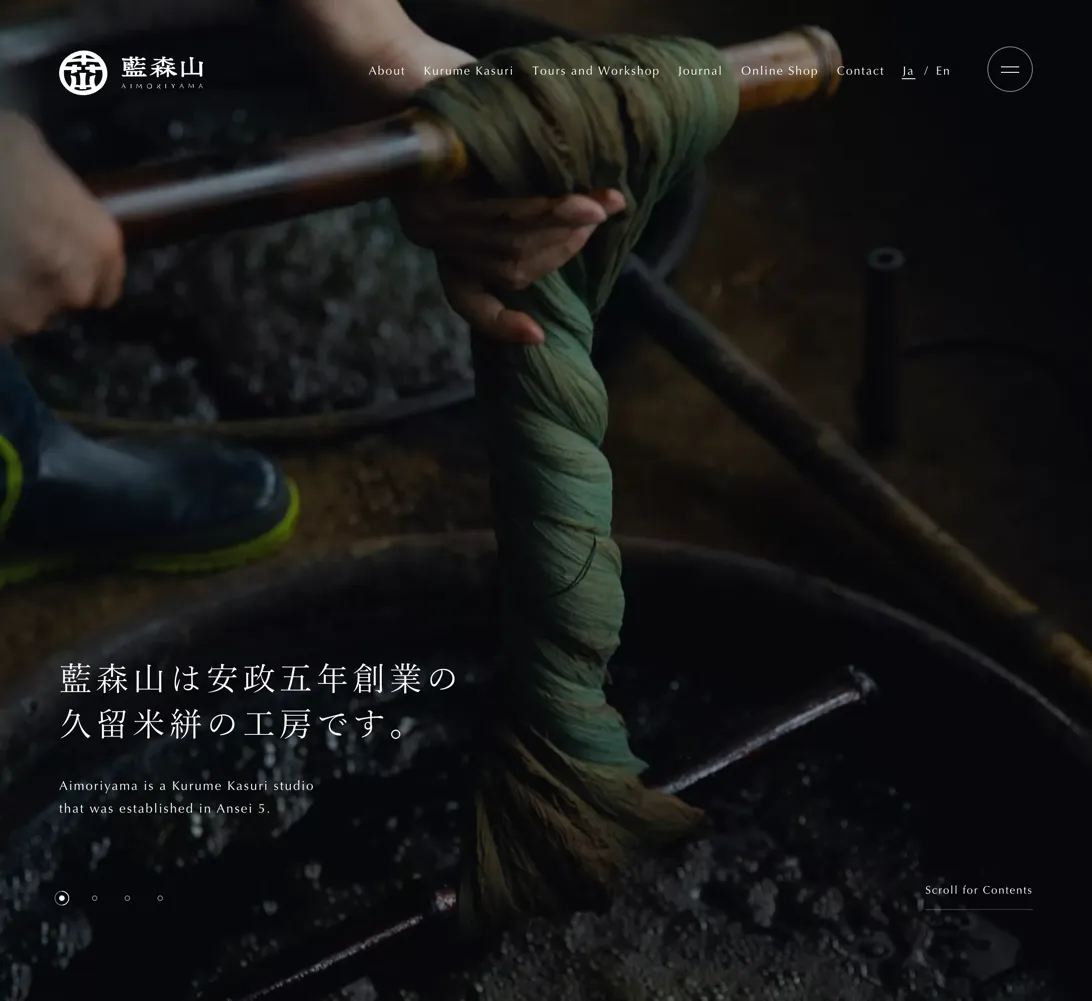 藍森山
AIMORIYAMA
About Kurume Kasuri Tours and Workshop Journal Online Shop Contact Ja / En
藍森山は安政五年創業の
久留米絣の工房です。
Aimoriyama is a Kurume Kasuri studio
that was established in Ansei 5.
Scroll for Contents